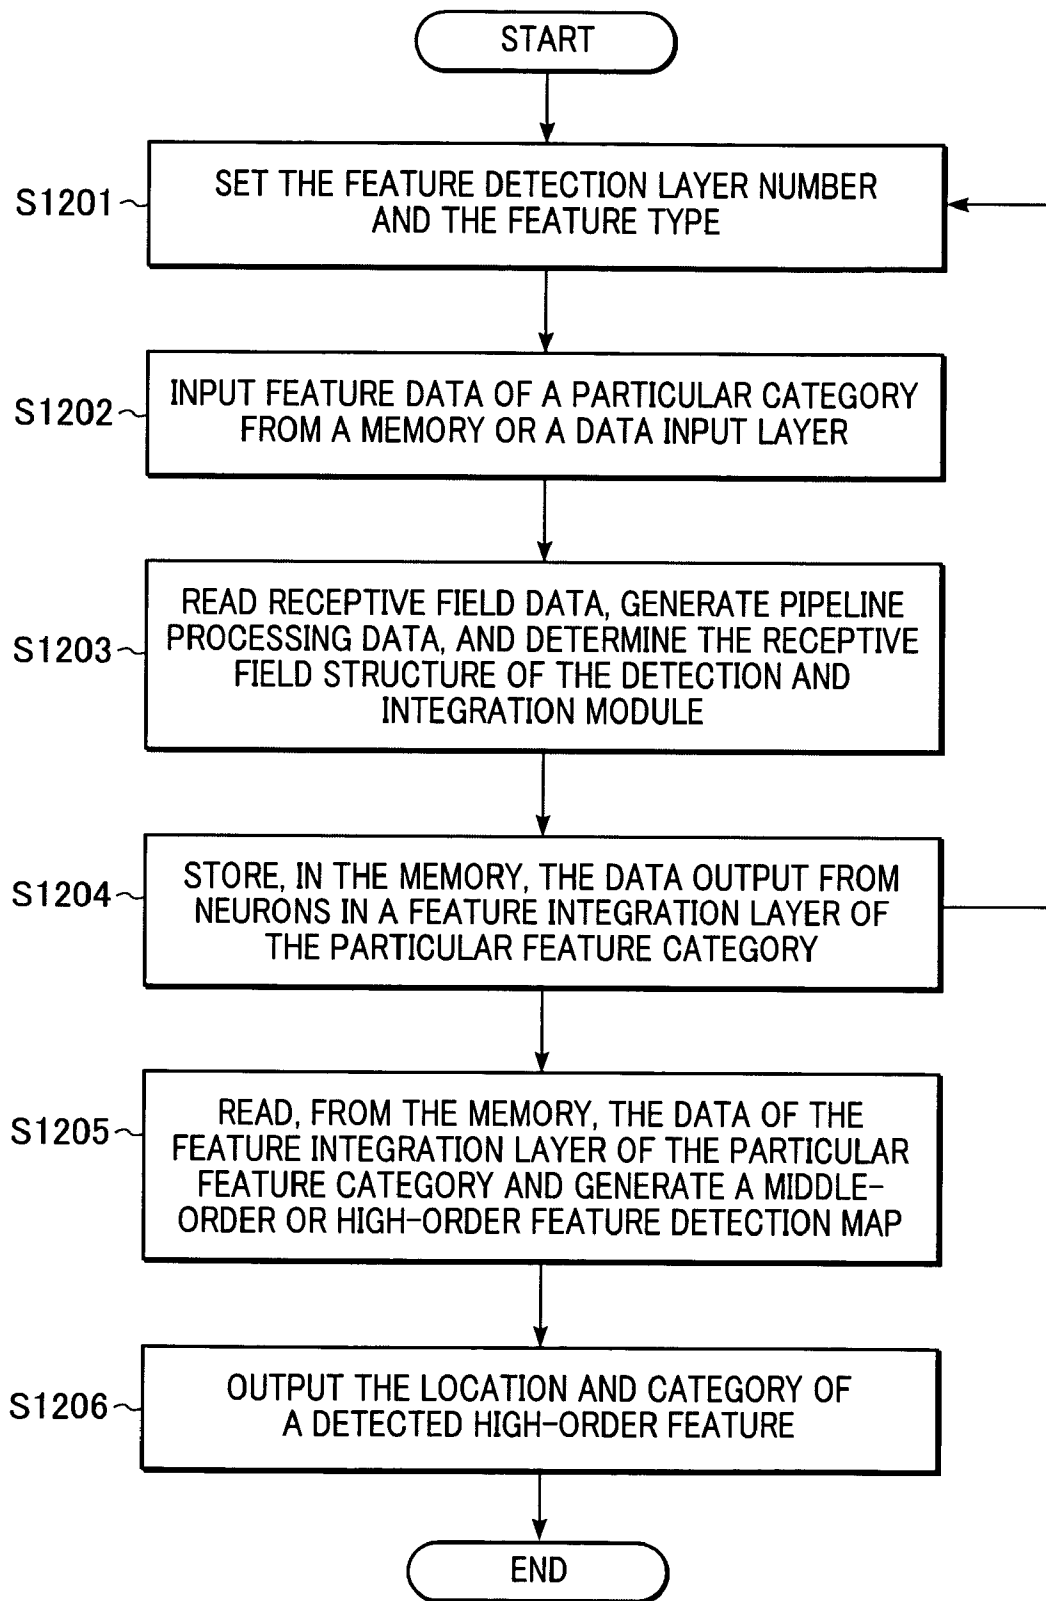 START
S1201
SET THE FEATURE DETECTION LAYER NUMBER
AND THE FEATURE TYPE
S1202
INPUT FEATURE DATA OF A PARTICULAR CATEGORY
FROM A MEMORY OR A DATA INPUT LAYER
S1203
READ RECEPTIVE FIELD DATA, GENERATE PIPELINE
PROCESSING DATA, AND DETERMINE THE RECEPTIVE
FIELD STRUCTURE OF THE DETECTION AND
INTEGRATION MODULE
S1204
STORE, IN THE MEMORY, THE DATA OUTPUT FROM
NEURONS IN A FEATURE INTEGRATION LAYER OF
THE PARTICULAR FEATURE CATEGORY
S1205
READ, FROM THE MEMORY, THE DATA OF THE
FEATURE INTEGRATION LAYER OF THE PARTICULAR
FEATURE CATEGORY AND GENERATE A MIDDLE-
ORDER OR HIGH-ORDER FEATURE DETECTION MAP
S1206
OUTPUT THE LOCATION AND CATEGORY OF
A DETECTED HIGH-ORDER FEATURE
END